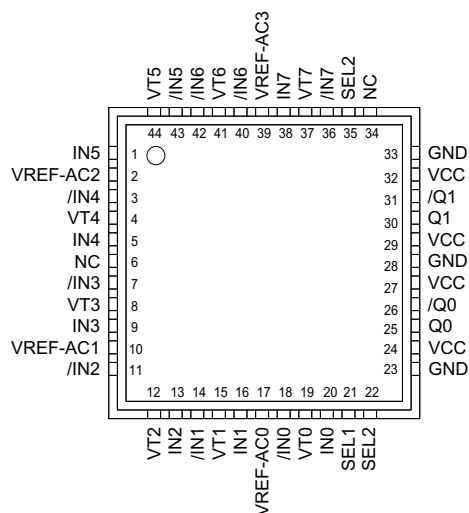 VT5
/IN5
/IN6
VT6
/IN6
VREF-AC3
IN7
VT7
/IN7
SEL2
NC
44 43 42 41 40 39 38 37 36 35 34
IN5 1 33 GND
VREF-AC2 2 32 VCC
/IN4 3 31 /Q1
VT4 4 30 Q1
IN4 5 29 VCC
NC 6 28 GND
/IN3 7 27 VCC
VT3 8 26 /Q0
IN3 9 25 Q0
VREF-AC1 10 24 VCC
/IN2 11 23 GND
12 13 14 15 16 17 18 19 20 21 22
VT2
IN2
/IN1
VT1
IN1
VREF-AC0
/IN0
VT0
IN0
SEL1
SEL2